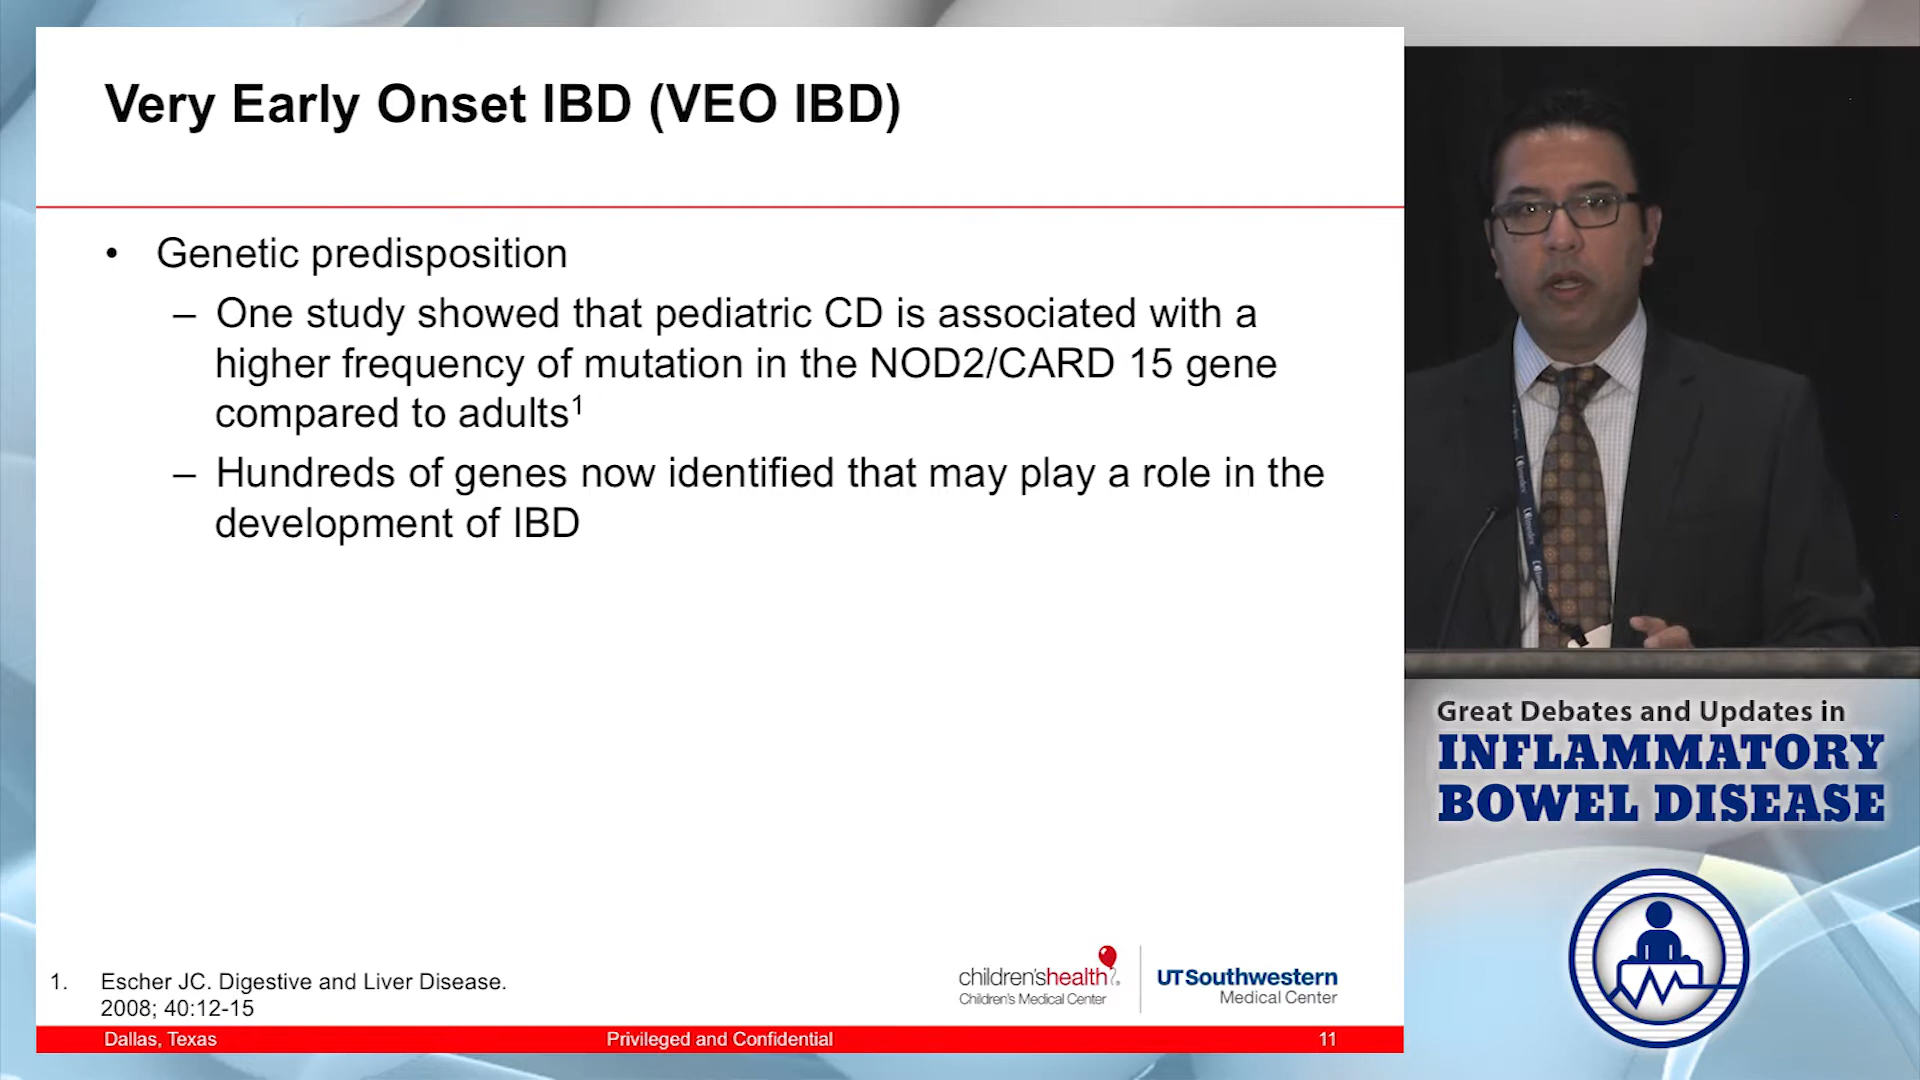 Very Early Onset IBD (VEO IBD)
• Genetic predisposition
– One study showed that pediatric CD is associated with a
higher frequency of mutation in the NOD2/CARD 15 gene
compared to adults1
– Hundreds of genes now identified that may play a role in the
development of IBD
1. Escher JC. Digestive and Liver Disease.
2008; 40:12-15
children'shealth
Children's Medical Center
UTSouthwestern
Medical Center
Dallas, Texas Privileged and Confidential 11
Great Debates and Updates in
INFLAMMATORY
BOWEL DISEASE